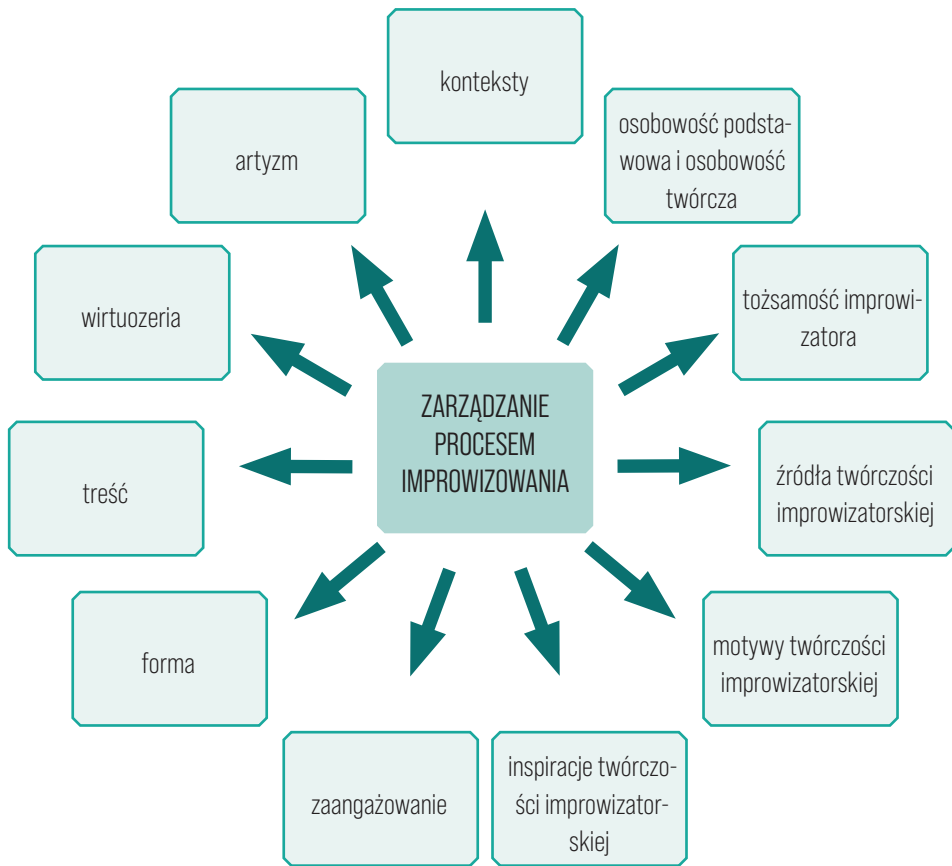 konteksty
osobowość podsta-
wowa i osobowość
twórcza
tożsamość improwi-
zatora
źródła twórczości
improwizatorskiej
motywy twórczości
improwizatorskiej
inspiracje twórczo-
ści improwizator-
skiej
zaangażowanie
forma
treść
wirtuozeria
artyzm
ZARZĄDZANIE
PROCESEM
IMPROWIZOWANIA